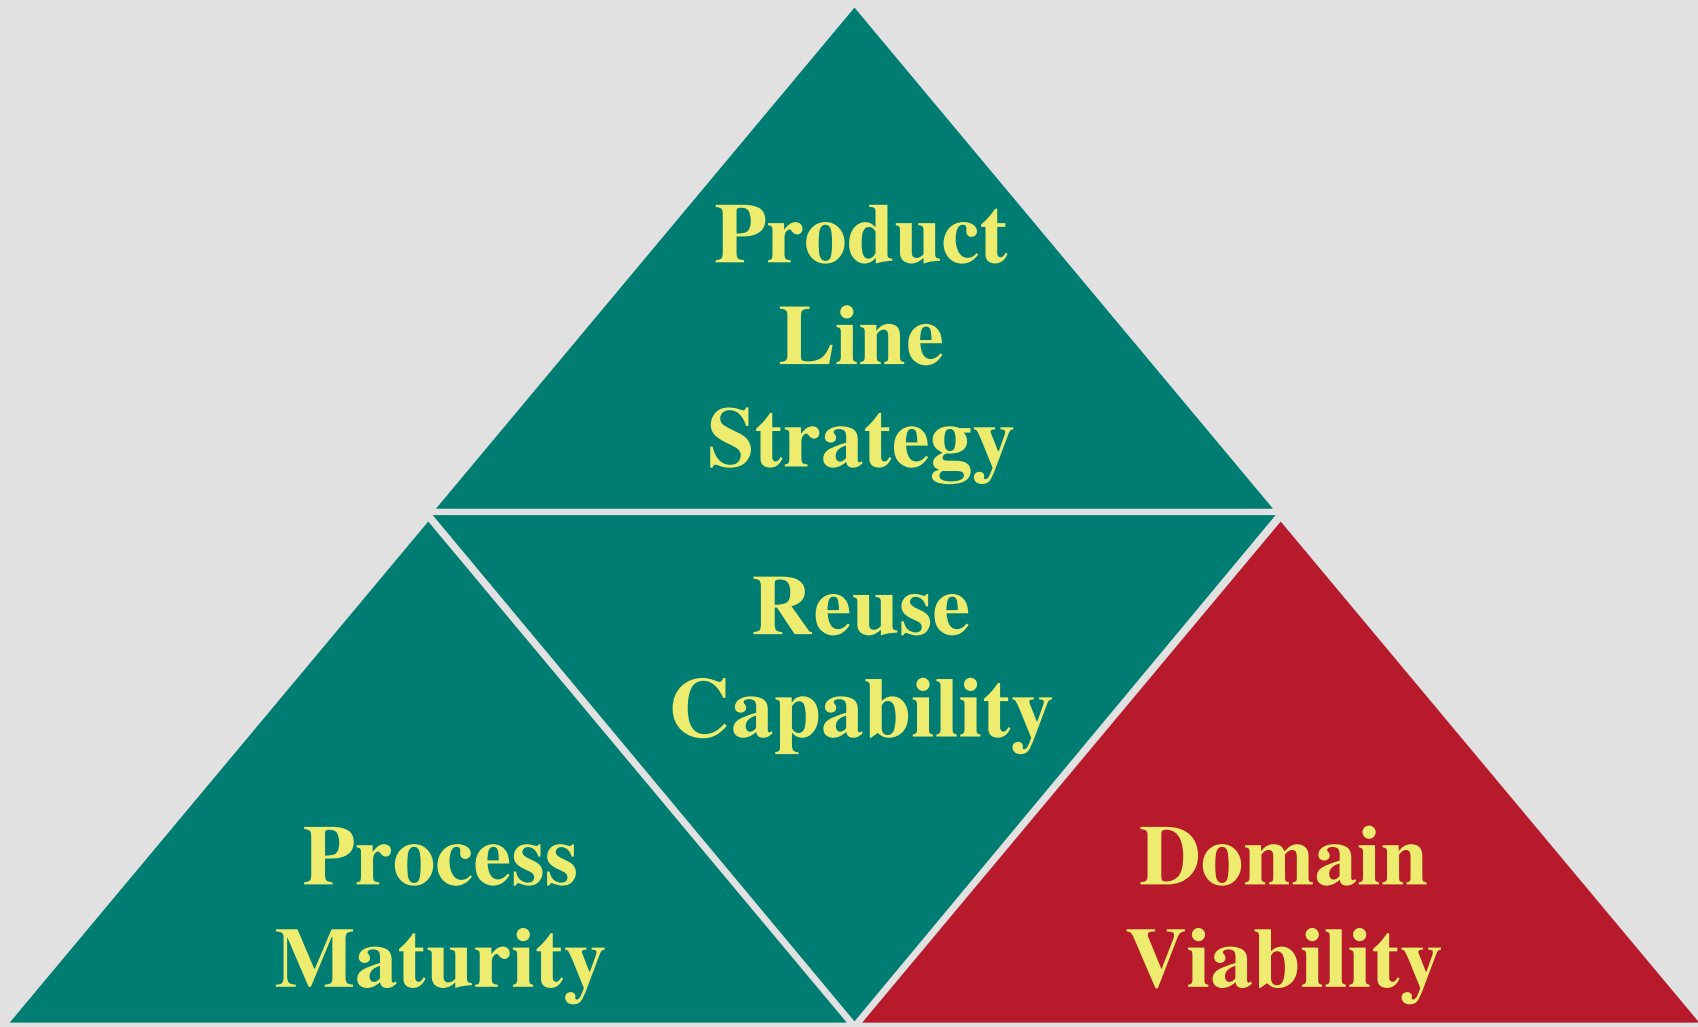 Product
Line
Strategy
Reuse
Capability
Process
Maturity
Domain
Viability